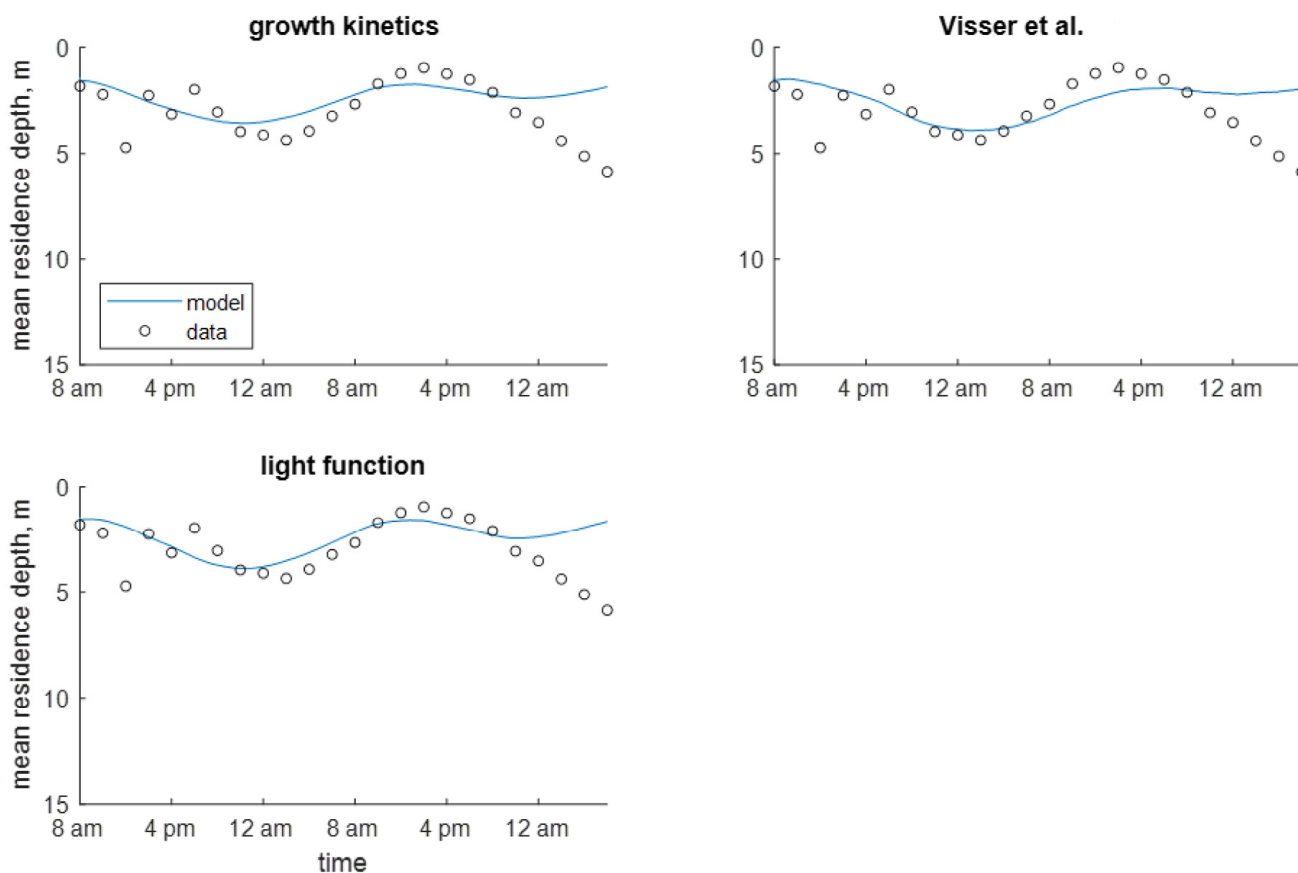 growth kinetics
mean residence depth, m
0
5
10
15
model
data
8 am 4 pm 12 am 8 am 4 pm 12 am
Visser et al.
0
5
10
15
8 am 4 pm 12 am 8 am 4 pm 12 am
light function
mean residence depth, m
0
5
10
15
8 am 4 pm 12 am 8 am 4 pm 12 am
time